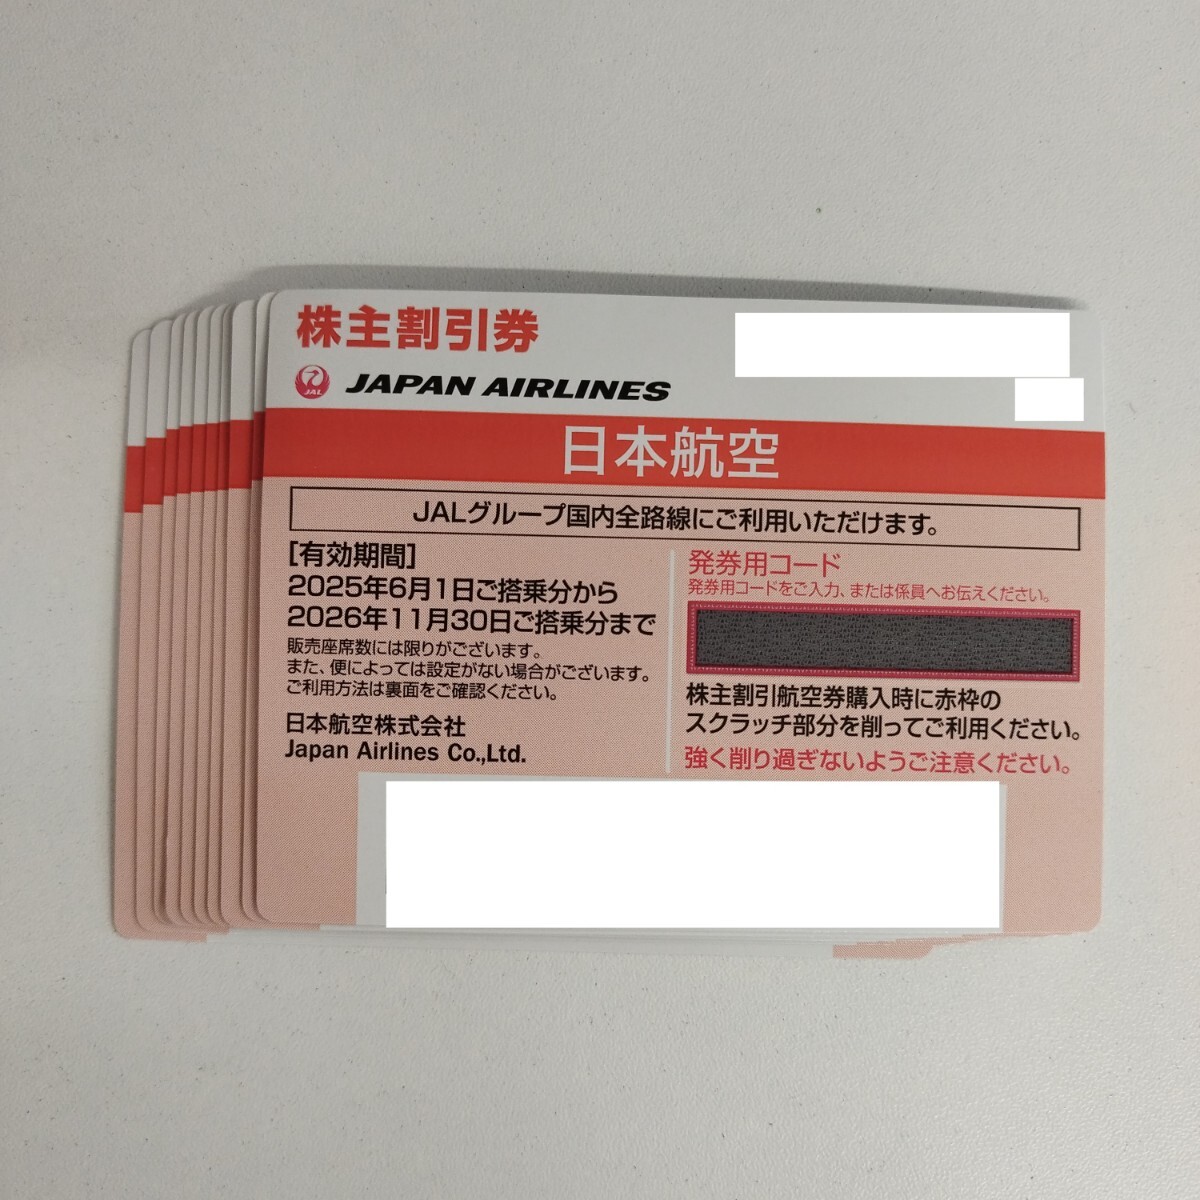 株主割引券
JAL JAPAN AIRLINES
日本航空
JALグループ国内全路線にご利用いただけます。
[有効期間]
2025年6月1日ご搭乗分から
2026年11月30日ご搭乗分まで
販売座席数には限りがございます。
また、便によっては設定がない場合がございます。
ご利用方法は裏面をご確認ください。
日本航空株式会社
Japan Airlines Co.,Ltd.
発券用コード
発券用コードをご入力、または係員へお伝えください。
株主割引航空券購入時に赤枠の
スクラッチ部分を削ってご利用ください。
強く削り過ぎないようご注意ください。